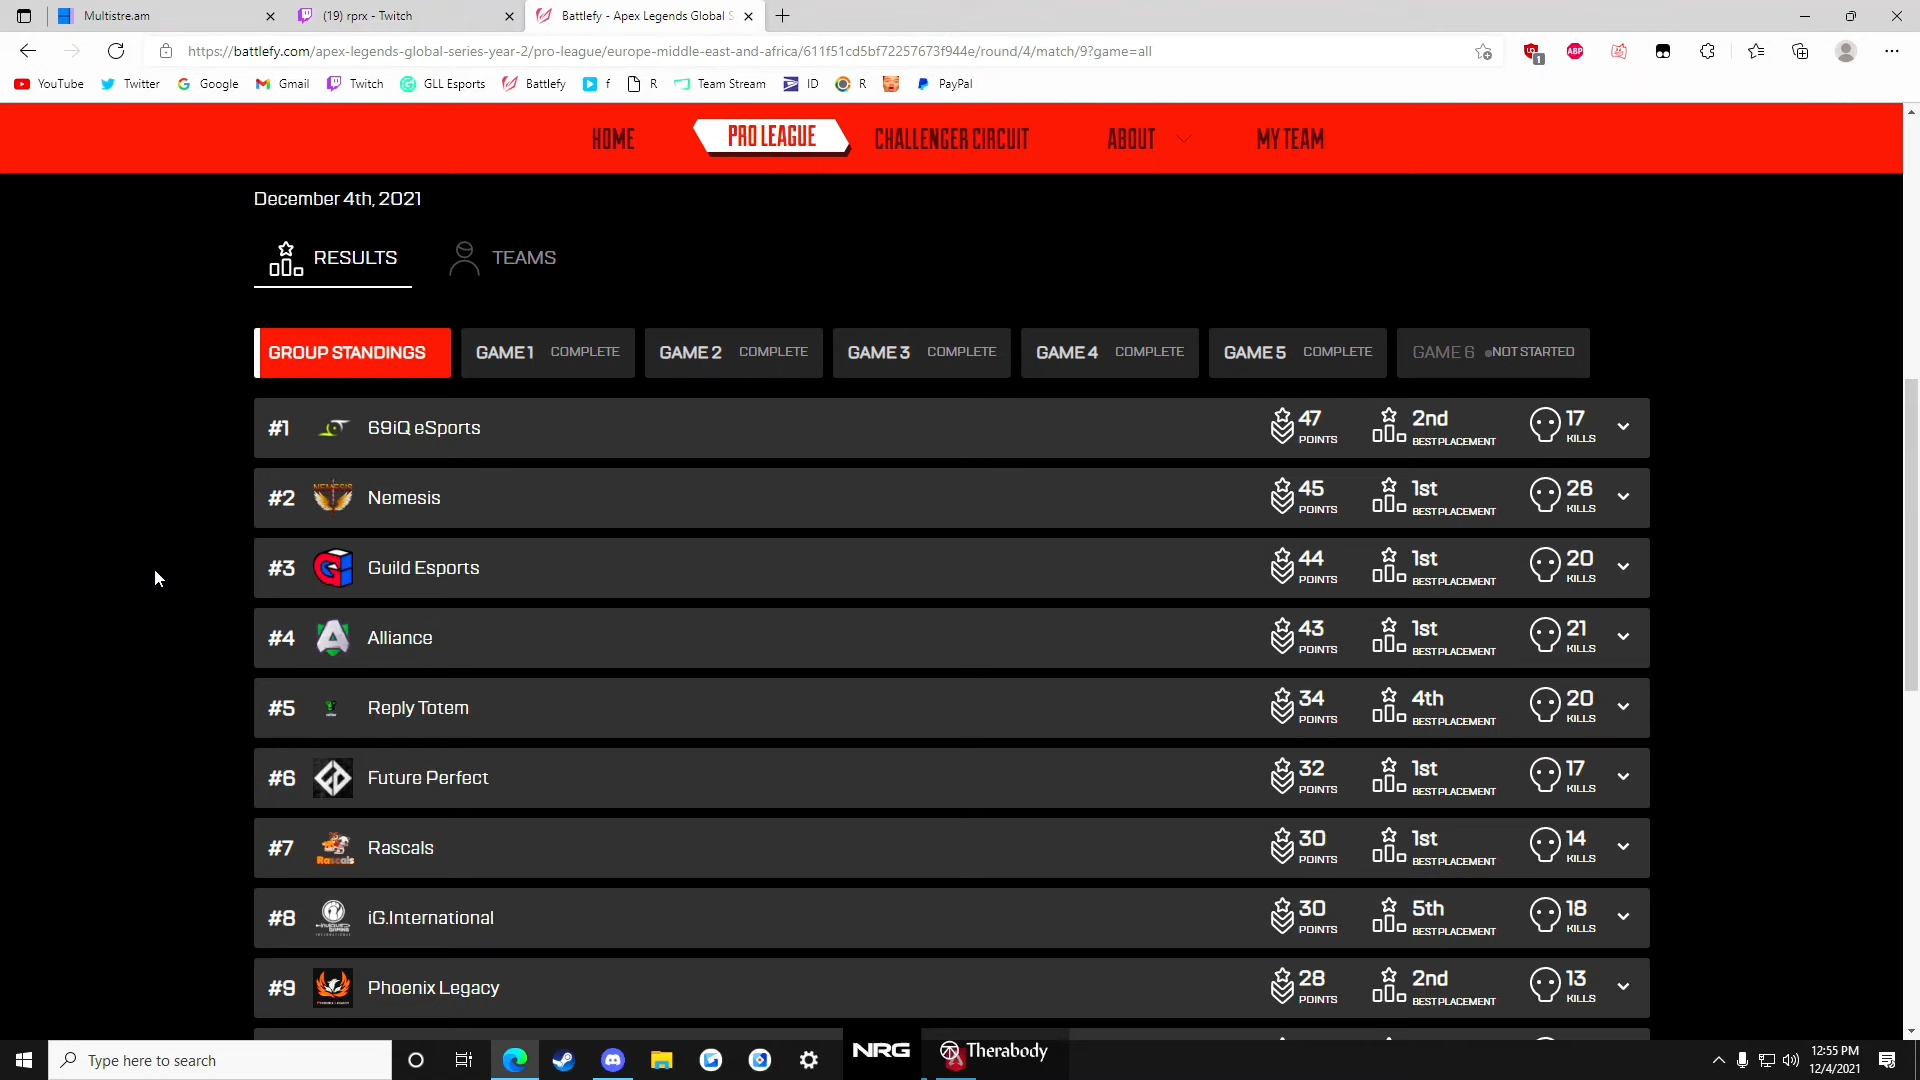 Multistre.am
(19) rprx - Twitch
Battlefy - Apex Legends Global S
https://battlefy.com/apex-legends-global-series-year-2/pro-league/europe-middle-east-and-africa/611f51cd5bf72257673f944e/round/4/match/9?game=all
1
ABP
YouTube Twitter Google Gmail Twitch GLL Esports Battlefy f R Team Stream ID R PayPal
HOME PRO LEAGUE CHALLENGER CIRCUIT ABOUT MY TEAM
December 4th, 2021
RESULTS TEAMS
GROUP STANDINGS GAME 1 COMPLETE GAME 2 COMPLETE GAME 3 COMPLETE GAME 4 COMPLETE GAME 5 COMPLETE GAME 6 NOT STARTED
#1 69iQ eSports 47 POINTS 2nd BEST PLACEMENT 17 KILLS
#2 NEMESIS Nemesis 45 POINTS 1st BEST PLACEMENT 26 KILLS
#3 Guild Esports 44 POINTS 1st BEST PLACEMENT 20 KILLS
#4 Alliance 43 POINTS 1st BEST PLACEMENT 21 KILLS
#5 Reply Totem 34 POINTS 4th BEST PLACEMENT 20 KILLS
#6 Future Perfect 32 POINTS 1st BEST PLACEMENT 17 KILLS
#7 Rascals Rascals 30 POINTS 1st BEST PLACEMENT 14 KILLS
#8 iG.International 30 POINTS 5th BEST PLACEMENT 18 KILLS
#9 Phoenix Legacy 28 POINTS 2nd BEST PLACEMENT 13 KILLS
Type here to search
NRG
Therabody
12:55 PM
12/4/2021